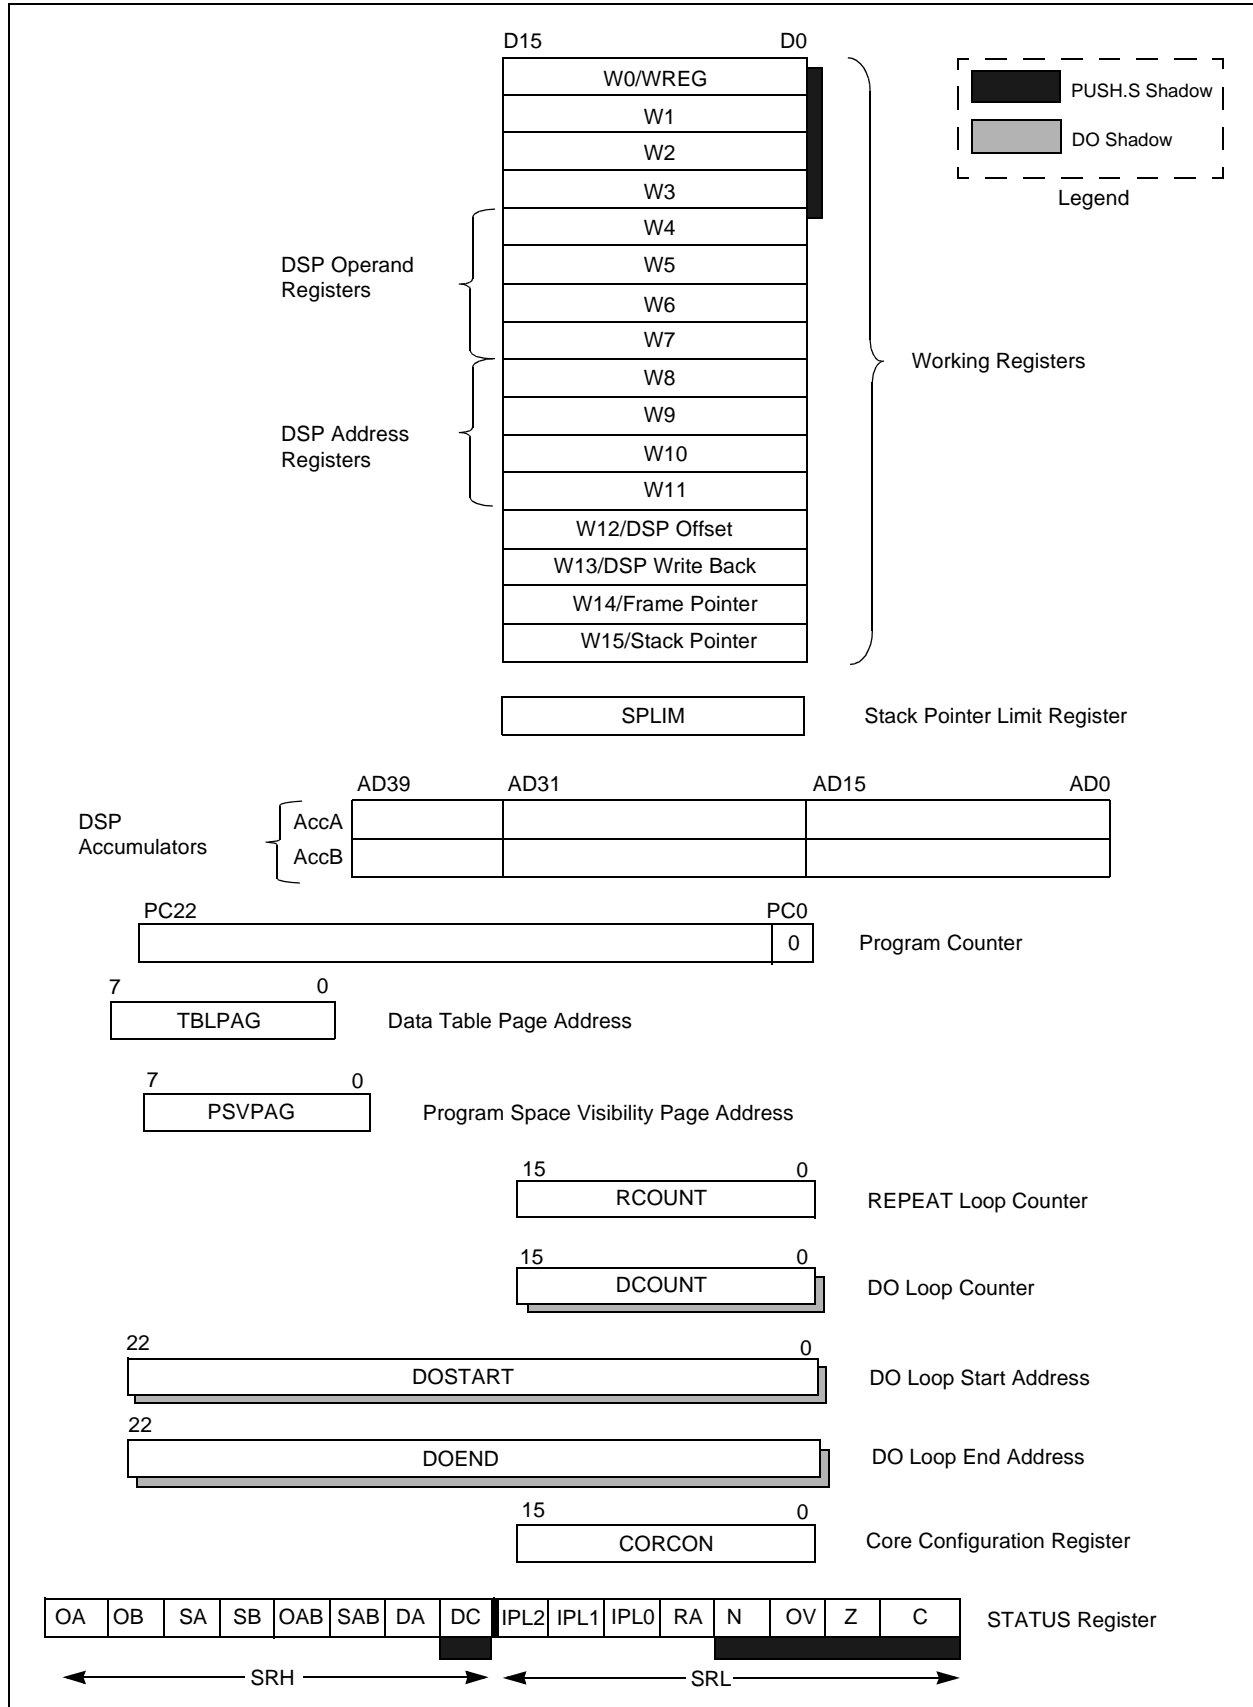 D15 D0
W0/WREG
PUSH.S Shadow
W1
W2
DO Shadow
W3
Legend
W4
DSP Operand
Registers
W5
W6
W7
Working Registers
W8
W9
DSP Address
Registers
W10
W11
W12/DSP Offset
W13/DSP Write Back
W14/Frame Pointer
W15/Stack Pointer
SPLIM Stack Pointer Limit Register
AD39 AD31 AD15 AD0
DSP
Accumulators
AccA
AccB
PC22 PC0
0 Program Counter
7 0
TBLPAG Data Table Page Address
7 0
PSVPAG Program Space Visibility Page Address
15 0
RCOUNT REPEAT Loop Counter
15 0
DCOUNT DO Loop Counter
22 0
DOSTART DO Loop Start Address
22
DOEND DO Loop End Address
15 0
CORCON Core Configuration Register
OA OB SA SB OAB SAB DA DC IPL2 IPL1 IPL0 RA N OV Z C STATUS Register
SRH SRL